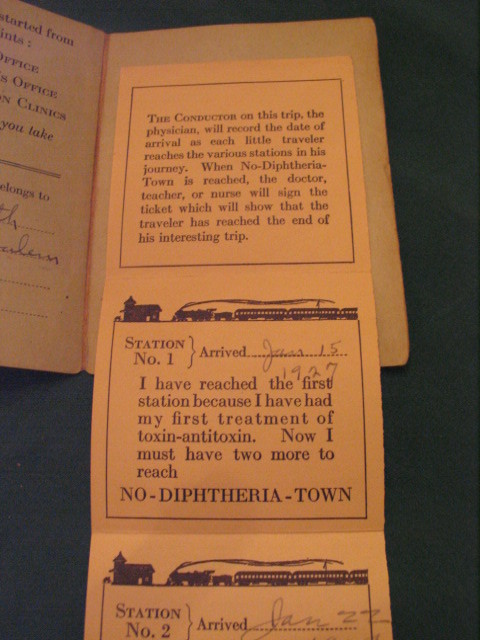 started from
ints :
OFFICE
'S OFFICE
ON CLINICS
you take
elongs to
THE CONDUCTOR on this trip, the
physician, will record the date of
arrival as each little traveler
reaches the various stations in his
journey. When No-Diphtheria-
Town is reached, the doctor,
teacher, or nurse will sign the
ticket which will show that the
traveler has reached the end of
his interesting trip.
STATION
No. 1 } Arrived Jan 15
1927
I have reached the first
station because I have had
my first treatment of
toxin-antitoxin. Now I
must have two more to
reach
NO-DIPHTHERIA-TOWN
STATION
No. 2 } Arrived Jan 22